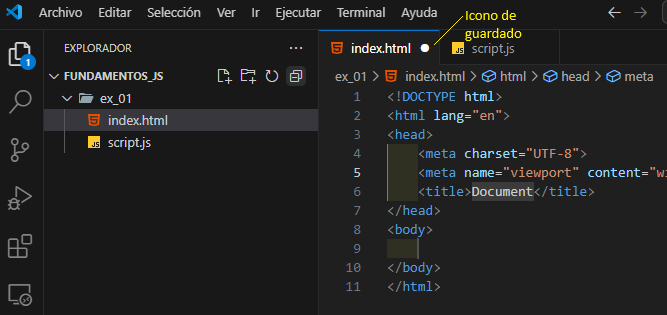 Archivo Editar Selección Ver Ir Ejecutar Terminal Ayuda
Icono de
guardado
EXPLORADOR
1
FUNDAMENTOS_JS
ex_01
index.html
JS script.js
index.html JS script.js
ex_01 > index.html > html > head > meta
1 <!DOCTYPE html>
2 <html lang="en">
3 <head>
4 <meta charset="UTF-8">
5 <meta name="viewport" content="wi
6 <title>Document</title>
7 </head>
8 <body>
9
10 </body>
11 </html>